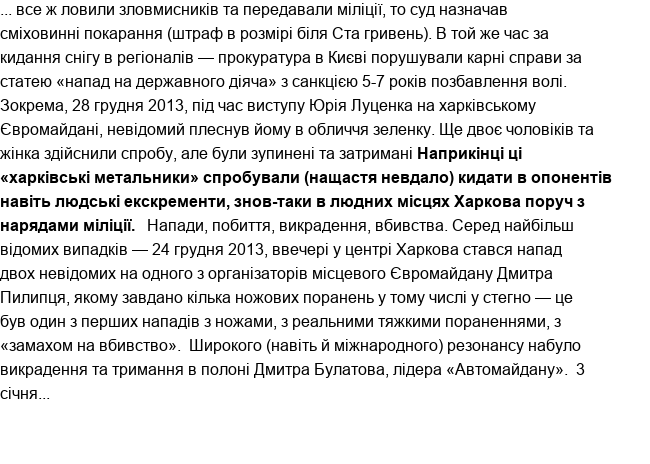 ... все ж ловили зловмисників та передавали міліції, то суд назначав
сміховинні покарання (штраф в розмірі біля Ста гривень). В той же час за
кидання снігу в регіоналів — прокуратура в Києві порушували карні справи за
статею «напад на державного діяча» з санкцією 5-7 років позбавлення волі.
Зокрема, 28 грудня 2013, під час виступу Юрія Луценка на харківському
Євромайдані, невідомий плеснув йому в обличчя зеленку. Ще двоє чоловіків та
жінка здійснили спробу, але були зупинені та затримані Наприкінці ці
«харківські метальники» спробували (нащастя невдало) кидати в опонентів
навіть людські екскременти, знов-таки в людних місцях Харкова поруч з
нарядами міліції.   Напади, побиття, викрадення, вбивства. Серед найбільш
відомих випадків — 24 грудня 2013, ввечері у центрі Харкова стався напад
двох невідомих на одного з організаторів місцевого Євромайдану Дмитра
Пилипця, якому завдано кілька ножових поранень у тому числі у стегно — це
був один з перших нападів з ножами, з реальними тяжкими пораненнями, з
«замахом на вбивство».  Широкого (навіть й міжнародного) резонансу набуло
викрадення та тримання в полоні Дмитра Булатова, лідера «Автомайдану».  3
січня...